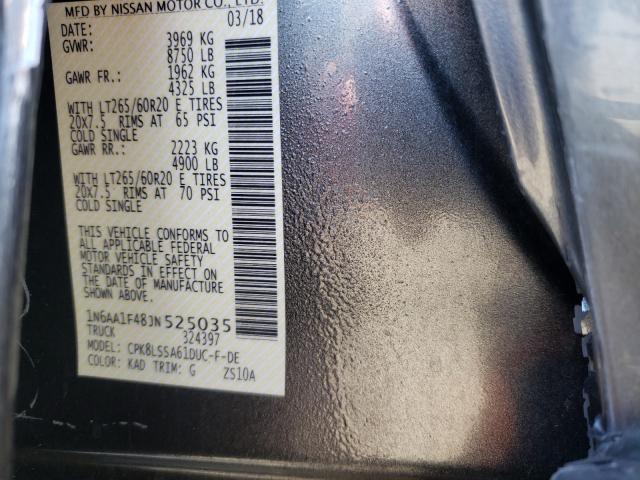 MFD BY NISSAN MOTOR CO., LTD.
DATE: 03/18
GVWR: 3969 KG
8750 LB
GAWR FR.: 1962 KG
4325 LB
WITH LT265/60R20 E TIRES
20X7.5 RIMS AT 65 PSI
COLD SINGLE
GAWR RR.: 2223 KG
4900 LB
WITH LT265/60R20 E TIRES
20X7.5 RIMS AT 70 PSI
COLD SINGLE
THIS VEHICLE CONFORMS TO
ALL APPLICABLE FEDERAL
MOTOR VEHICLE SAFETY
STANDARDS IN EFFECT ON
THE DATE OF MANUFACTURE
SHOWN ABOVE.
1N6AA1F48JN525035
TRUCK 324397
MODEL: CPK8LSSA61DUC-F-DE
COLOR: KAD TRIM: G ZS10A